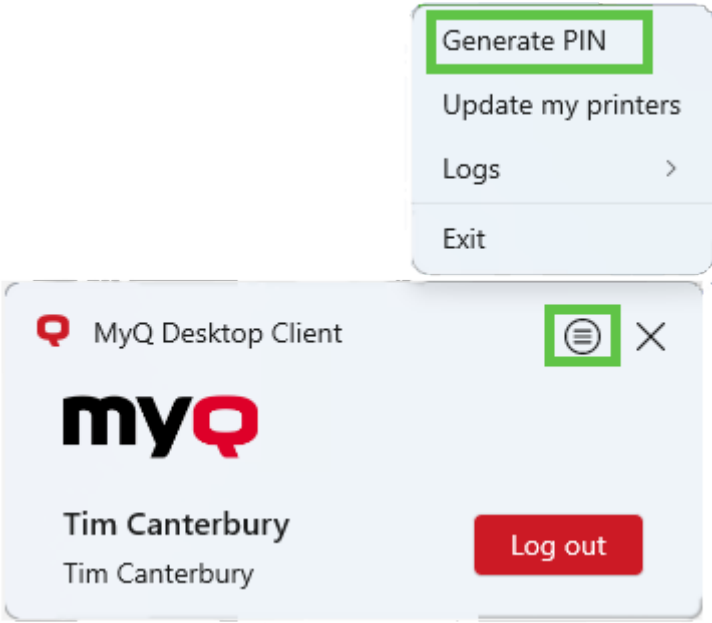 Generate PIN
Update my printers
Logs
Exit
MyQ Desktop Client
myQ
Tim Canterbury
Tim Canterbury
Log out